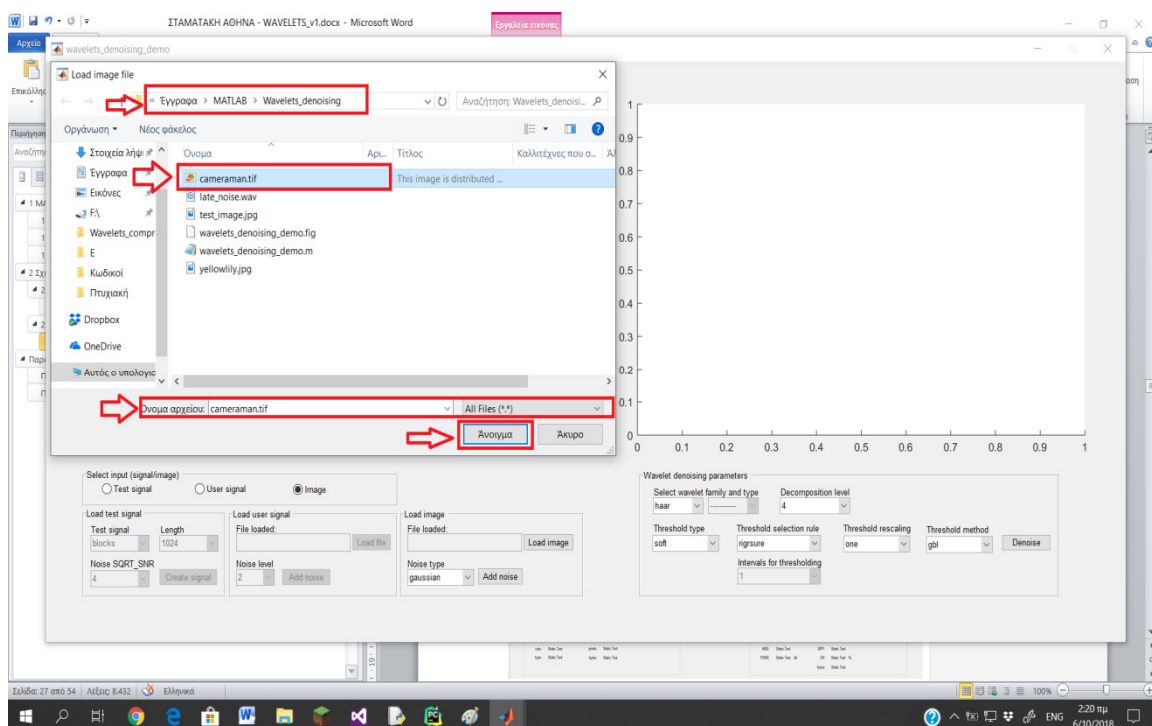 ΣΤΑΜΑΤΑΚΗ ΑΘΗΝΑ - WAVELETS_v1.docx - Microsoft Word
Εργαλεία εικόνας
Αρχείο
wavelets_denoising_demo
Load image file
Επικόλλησ
« Έγγραφα > MATLAB > Wavelets_denoising
Αναζήτηση: Wavelets_denoisi...
Οργάνωση
Νέος φάκελος
Περιήγηση
Αναζήτη
Στοιχεία λήψ
Έγγραφα
Εικόνες
F:\
Wavelets_compr
E
Κωδικοί
Πτυχιακή
Dropbox
OneDrive
Αυτός ο υπολογισ
Όνομα
Αρι...
Τίτλος
Καλλιτέχνες που σ...
cameraman.tif
This image is distributed ...
late_noise.wav
test_image.jpg
wavelets_denoising_demo.fig
wavelets_denoising_demo.m
yellowlily.jpg
Όνομα αρχείου: cameraman.tif
All Files (*.*)
Άνοιγμα
Άκυρο
1
0.9
0.8
0.7
0.6
0.5
0.4
0.3
0.2
0.1
0
0 0.1 0.2 0.3 0.4 0.5 0.6 0.7 0.8 0.9 1
Select input (signal/image)
Test signal
User signal
Image
Load test signal
Test signal
Length
blocks
1024
Noise SQRT_SNR
4
Create signal
Load user signal
File loaded:
Load file
Noise level
2
Add noise
Load image
File loaded:
Load image
Noise type
gaussian
Add noise
Wavelet denoising parameters
Select wavelet family and type
Decomposition level
haar
4
Threshold type
Threshold selection rule
Threshold rescaling
Threshold method
soft
rigrsure
one
gbl
Denoise
Intervals for thresholding
1
Σελίδα: 27 από 54
Λέξεις: 8.432
Ελληνικά
100%
ENG
2:20 πμ
6/10/2018